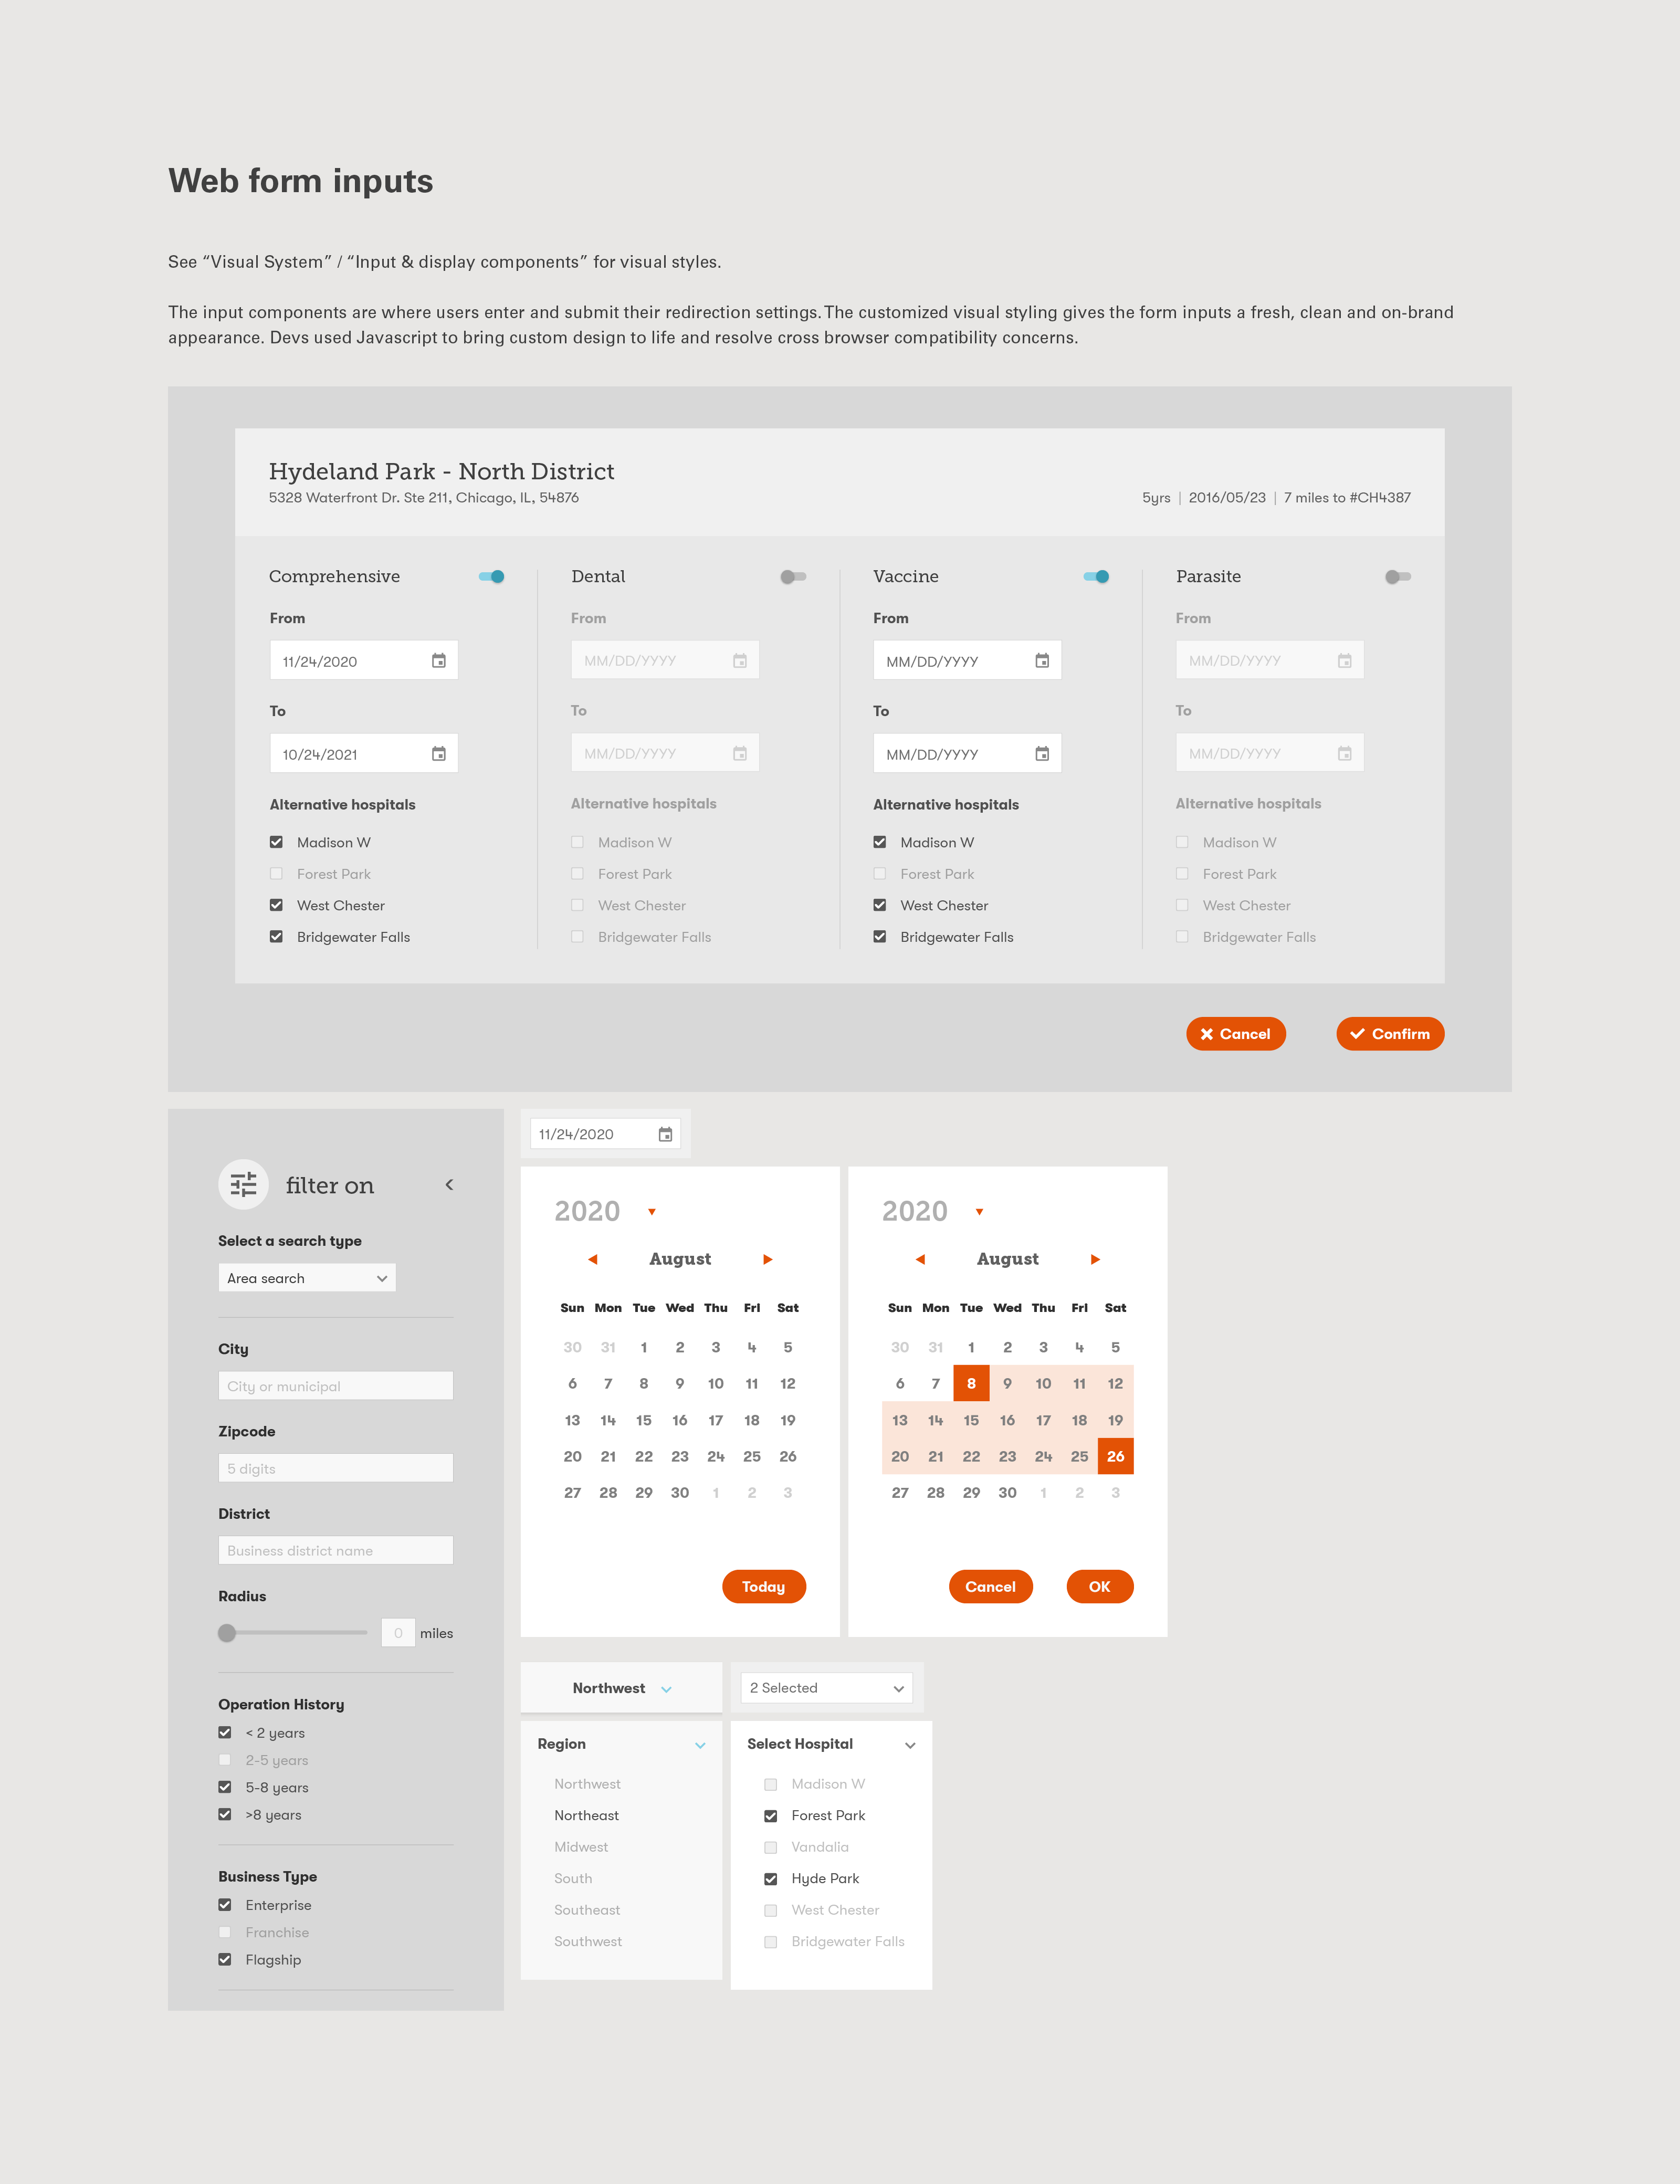 Web form inputs
See “Visual System” / “Input & display components” for visual styles.
The input components are where users enter and submit their redirection settings. The customized visual styling gives the form inputs a fresh, clean and on-brand
appearance. Devs used Javascript to bring custom design to life and resolve cross browser compatibility concerns.
Hydeland Park - North District
5328 Waterfront Dr. Ste 211, Chicago, IL, 54876
5yrs | 2016/05/23 | 7 miles to #CH4387
Comprehensive
From
11/24/2020
To
10/24/2021
Alternative hospitals
Madison W
Forest Park
West Chester
Bridgewater Falls
Dental
From
MM/DD/YYYY
To
MM/DD/YYYY
Alternative hospitals
Madison W
Forest Park
West Chester
Bridgewater Falls
Vaccine
From
MM/DD/YYYY
To
MM/DD/YYYY
Alternative hospitals
Madison W
Forest Park
West Chester
Bridgewater Falls
Parasite
From
MM/DD/YYYY
To
MM/DD/YYYY
Alternative hospitals
Madison W
Forest Park
West Chester
Bridgewater Falls
Cancel
Confirm
filter on
Select a search type
Area search
City
City or municipal
Zipcode
5 digits
District
Business district name
Radius
0 miles
Operation History
< 2 years
2-5 years
5-8 years
>8 years
Business Type
Enterprise
Franchise
Flagship
11/24/2020
2020
August
Sun Mon Tue Wed Thu Fri Sat
30 31 1 2 3 4 5
6 7 8 9 10 11 12
13 14 15 16 17 18 19
20 21 22 23 24 25 26
27 28 29 30 1 2 3
Today
2020
August
Sun Mon Tue Wed Thu Fri Sat
30 31 1 2 3 4 5
6 7 8 9 10 11 12
13 14 15 16 17 18 19
20 21 22 23 24 25 26
27 28 29 30 1 2 3
Cancel
OK
Northwest
Region
Northwest
Northeast
Midwest
South
Southeast
Southwest
2 Selected
Select Hospital
Madison W
Forest Park
Vandalia
Hyde Park
West Chester
Bridgewater Falls